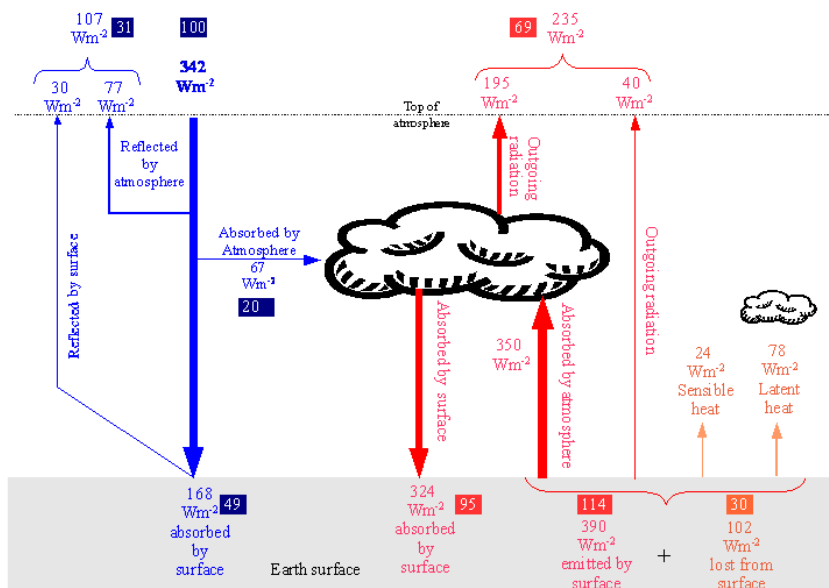 107
Wm-2
31
100
342
Wm-2
30
Wm-2
77
Wm-2
69
235
Wm-2
195
Wm-2
40
Wm-2
Top of
atmosphere
Reflected
by
atmosphere
Outgoing
radiation
Absorbed by
Atmosphere
67
Wm-2
20
Reflected by surface
Absorbed by surface
350
Wm-2
Absorbed by atmosphere
Outgoing radiation
24
Wm-2
Sensible
heat
78
Wm-2
Latent
heat
168
Wm-2
49
absorbed
by
surface
Earth surface
324
Wm-2
95
absorbed
by
surface
114
390
Wm-2
emitted by
surface
+
30
102
Wm-2
lost from
surface